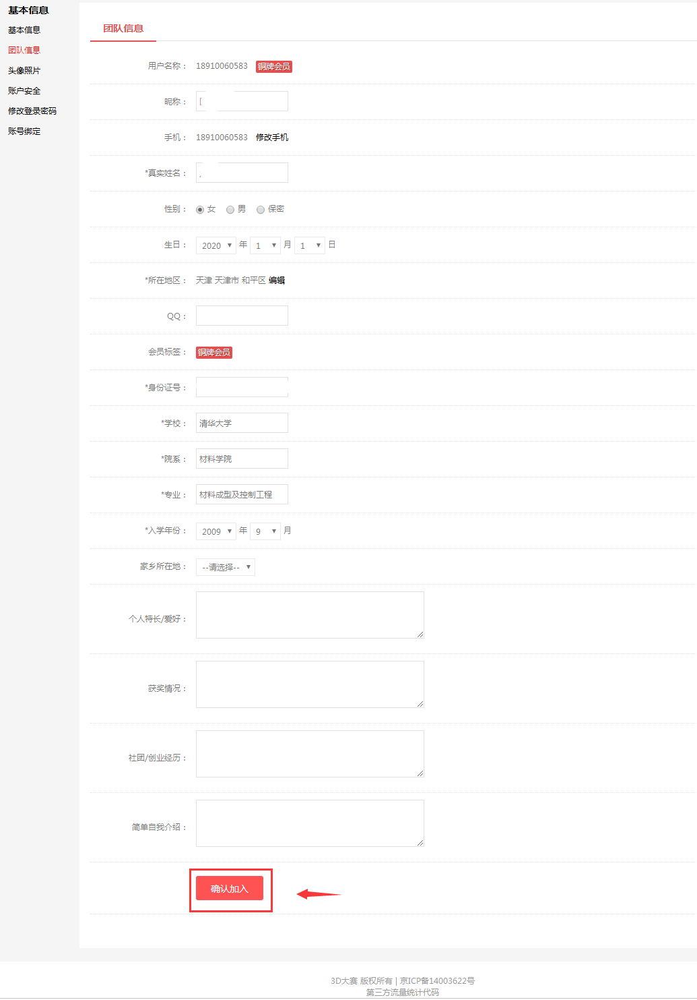 基本信息
基本信息
团队信息
头像照片
账户安全
修改登录密码
账号绑定
团队信息
用户名称： 18910060583 铜牌会员
昵称：
手机： 18910060583 修改手机
*真实姓名：
性别： 女 男 保密
生日： 2020 年 1 月 1 日
*所在地区： 天津 天津市 和平区 编辑
QQ：
会员标签： 铜牌会员
*身份证号：
*学校： 清华大学
*院系： 材料学院
*专业： 材料成型及控制工程
*入学年份： 2009 年 9 月
家乡所在地： --请选择--
个人特长/爱好：
获奖情况：
社团/创业经历：
简单自我介绍：
确认加入
3D大赛 版权所有 | 京ICP备14003622号
第三方流量统计代码